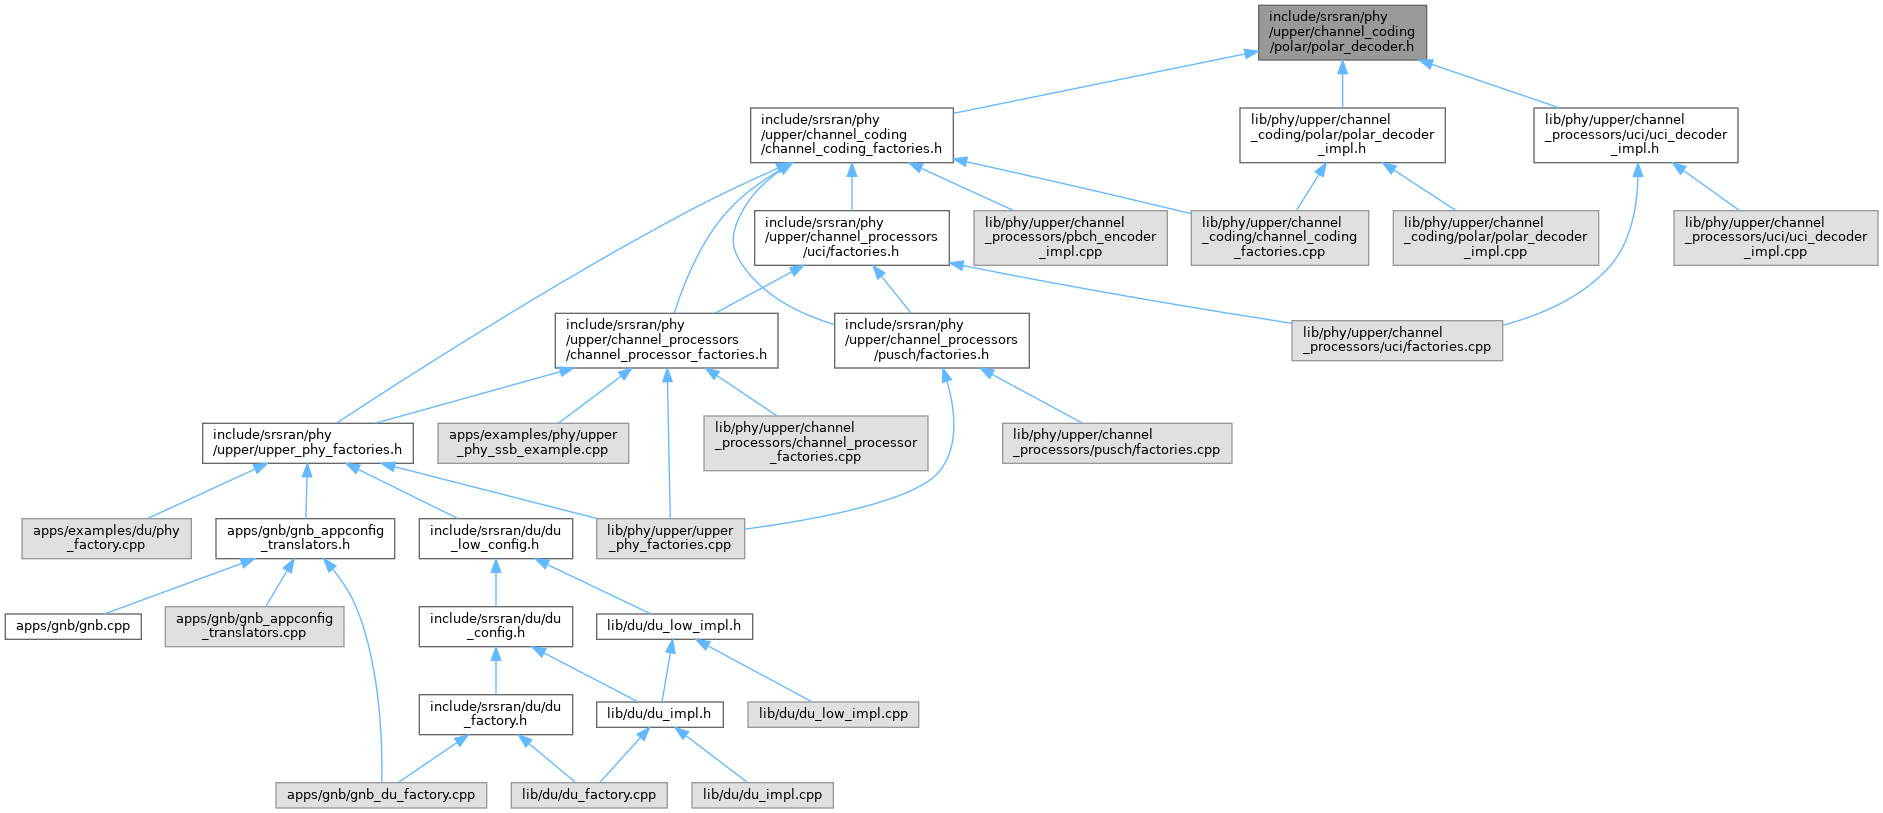 include/srsran/phy
/upper/channel_coding
/polar/polar_decoder.h
include/srsran/phy
/upper/channel_coding
/channel_coding_factories.h
lib/phy/upper/channel
_coding/polar/polar_decoder
_impl.h
lib/phy/upper/channel
_processors/uci/uci_decoder
_impl.h
include/srsran/phy
/upper/channel_processors
/uci/factories.h
lib/phy/upper/channel
_processors/pbch_encoder
_impl.cpp
lib/phy/upper/channel
_coding/channel_coding
_factories.cpp
lib/phy/upper/channel
_coding/polar/polar_decoder
_impl.cpp
lib/phy/upper/channel
_processors/uci/uci_decoder
_impl.cpp
include/srsran/phy
/upper/channel_processors
/channel_processor_factories.h
include/srsran/phy
/upper/channel_processors
/pusch/factories.h
lib/phy/upper/channel
_processors/uci/factories.cpp
include/srsran/phy
/upper/upper_phy_factories.h
apps/examples/phy/upper
_phy_ssb_example.cpp
lib/phy/upper/channel
_processors/channel_processor
_factories.cpp
lib/phy/upper/channel
_processors/pusch/factories.cpp
apps/examples/du/phy
_factory.cpp
apps/gnb/gnb_appconfig
_translators.h
include/srsran/du/du
_low_config.h
lib/phy/upper/upper
_phy_factories.cpp
apps/gnb/gnb.cpp
apps/gnb/gnb_appconfig
_translators.cpp
include/srsran/du/du
_config.h
lib/du/du_low_impl.h
include/srsran/du/du
_factory.h
lib/du/du_impl.h
lib/du/du_low_impl.cpp
apps/gnb/gnb_du_factory.cpp
lib/du/du_factory.cpp
lib/du/du_impl.cpp